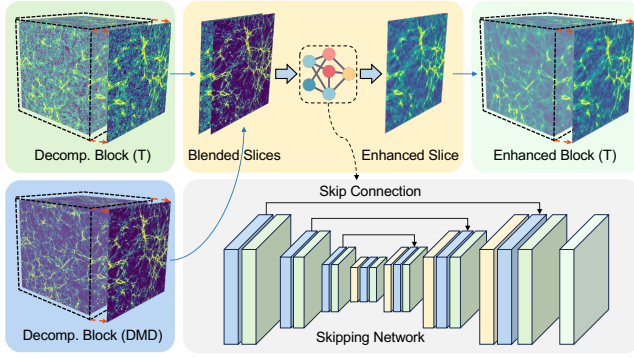 Decomp. Block (T)
Blended Slices
Enhanced Slice
Enhanced Block (T)
Skip Connection
Decomp. Block (DMD)
Skipping Network